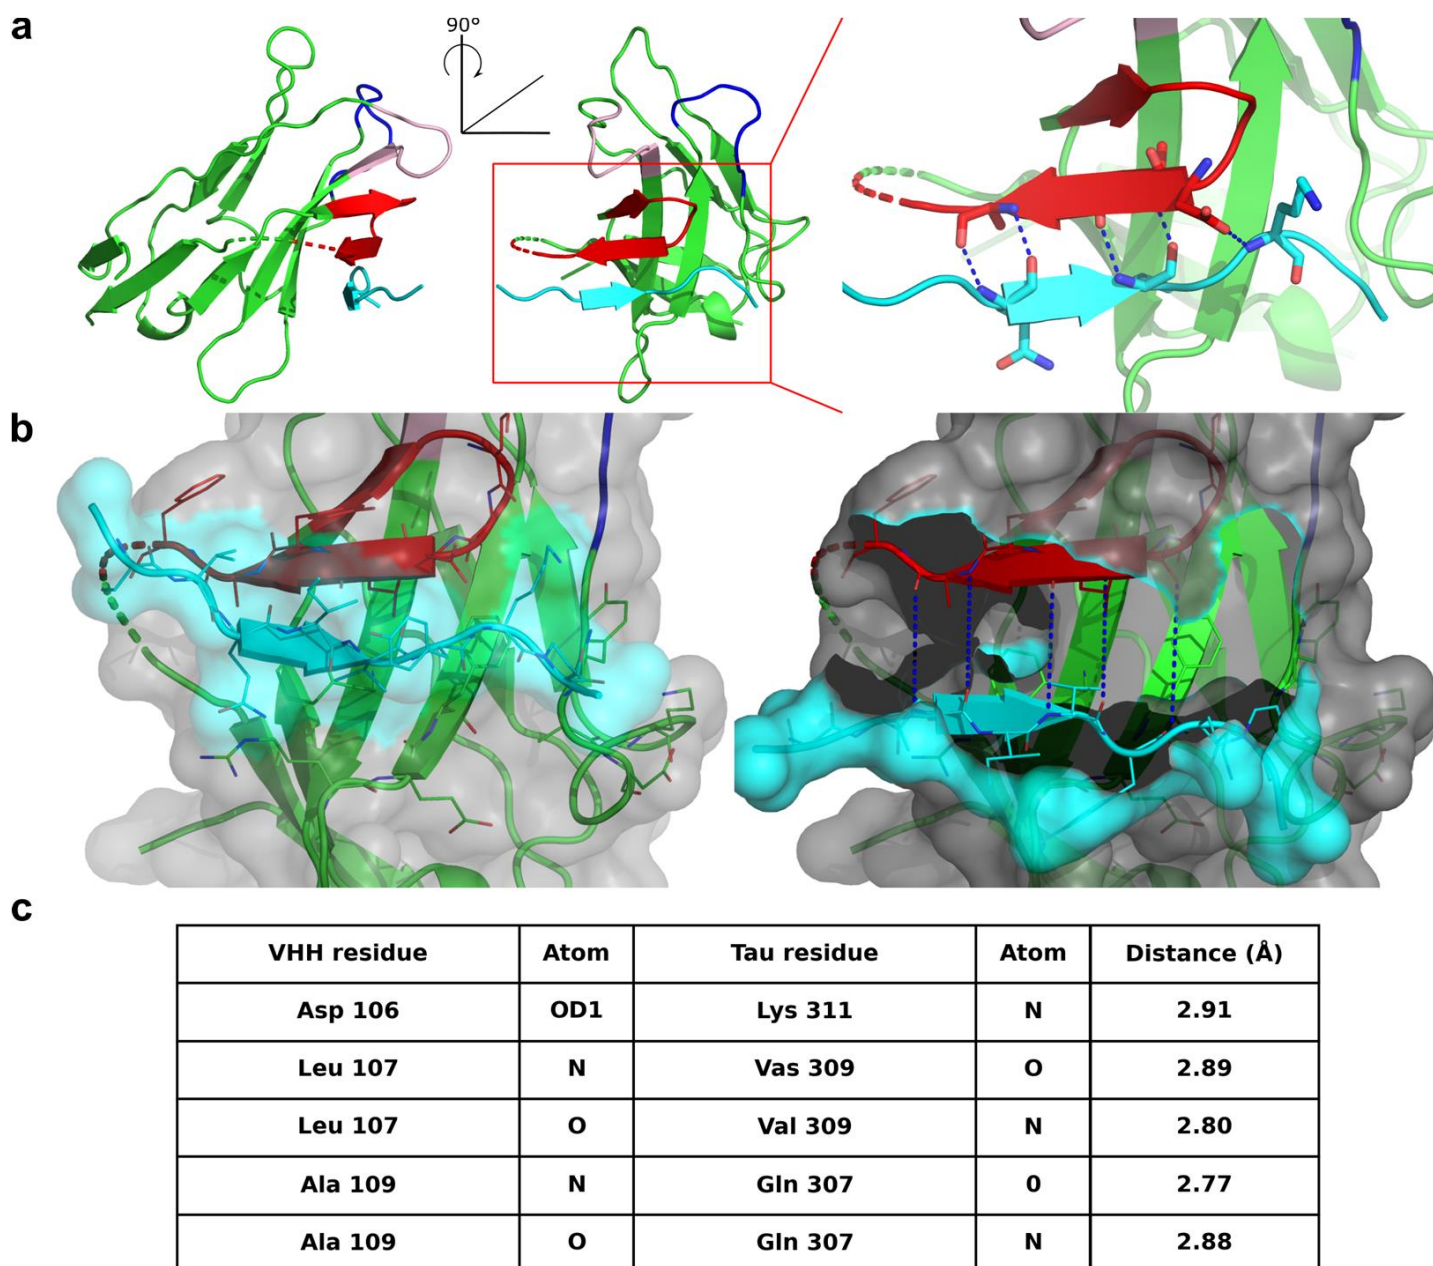 a
90°
b
c
VHH residue Atom Tau residue Atom Distance (Å)
Asp 106 OD1 Lys 311 N 2.91
Leu 107 N Vas 309 O 2.89
Leu 107 O Val 309 N 2.80
Ala 109 N Gln 307 0 2.77
Ala 109 O Gln 307 N 2.88